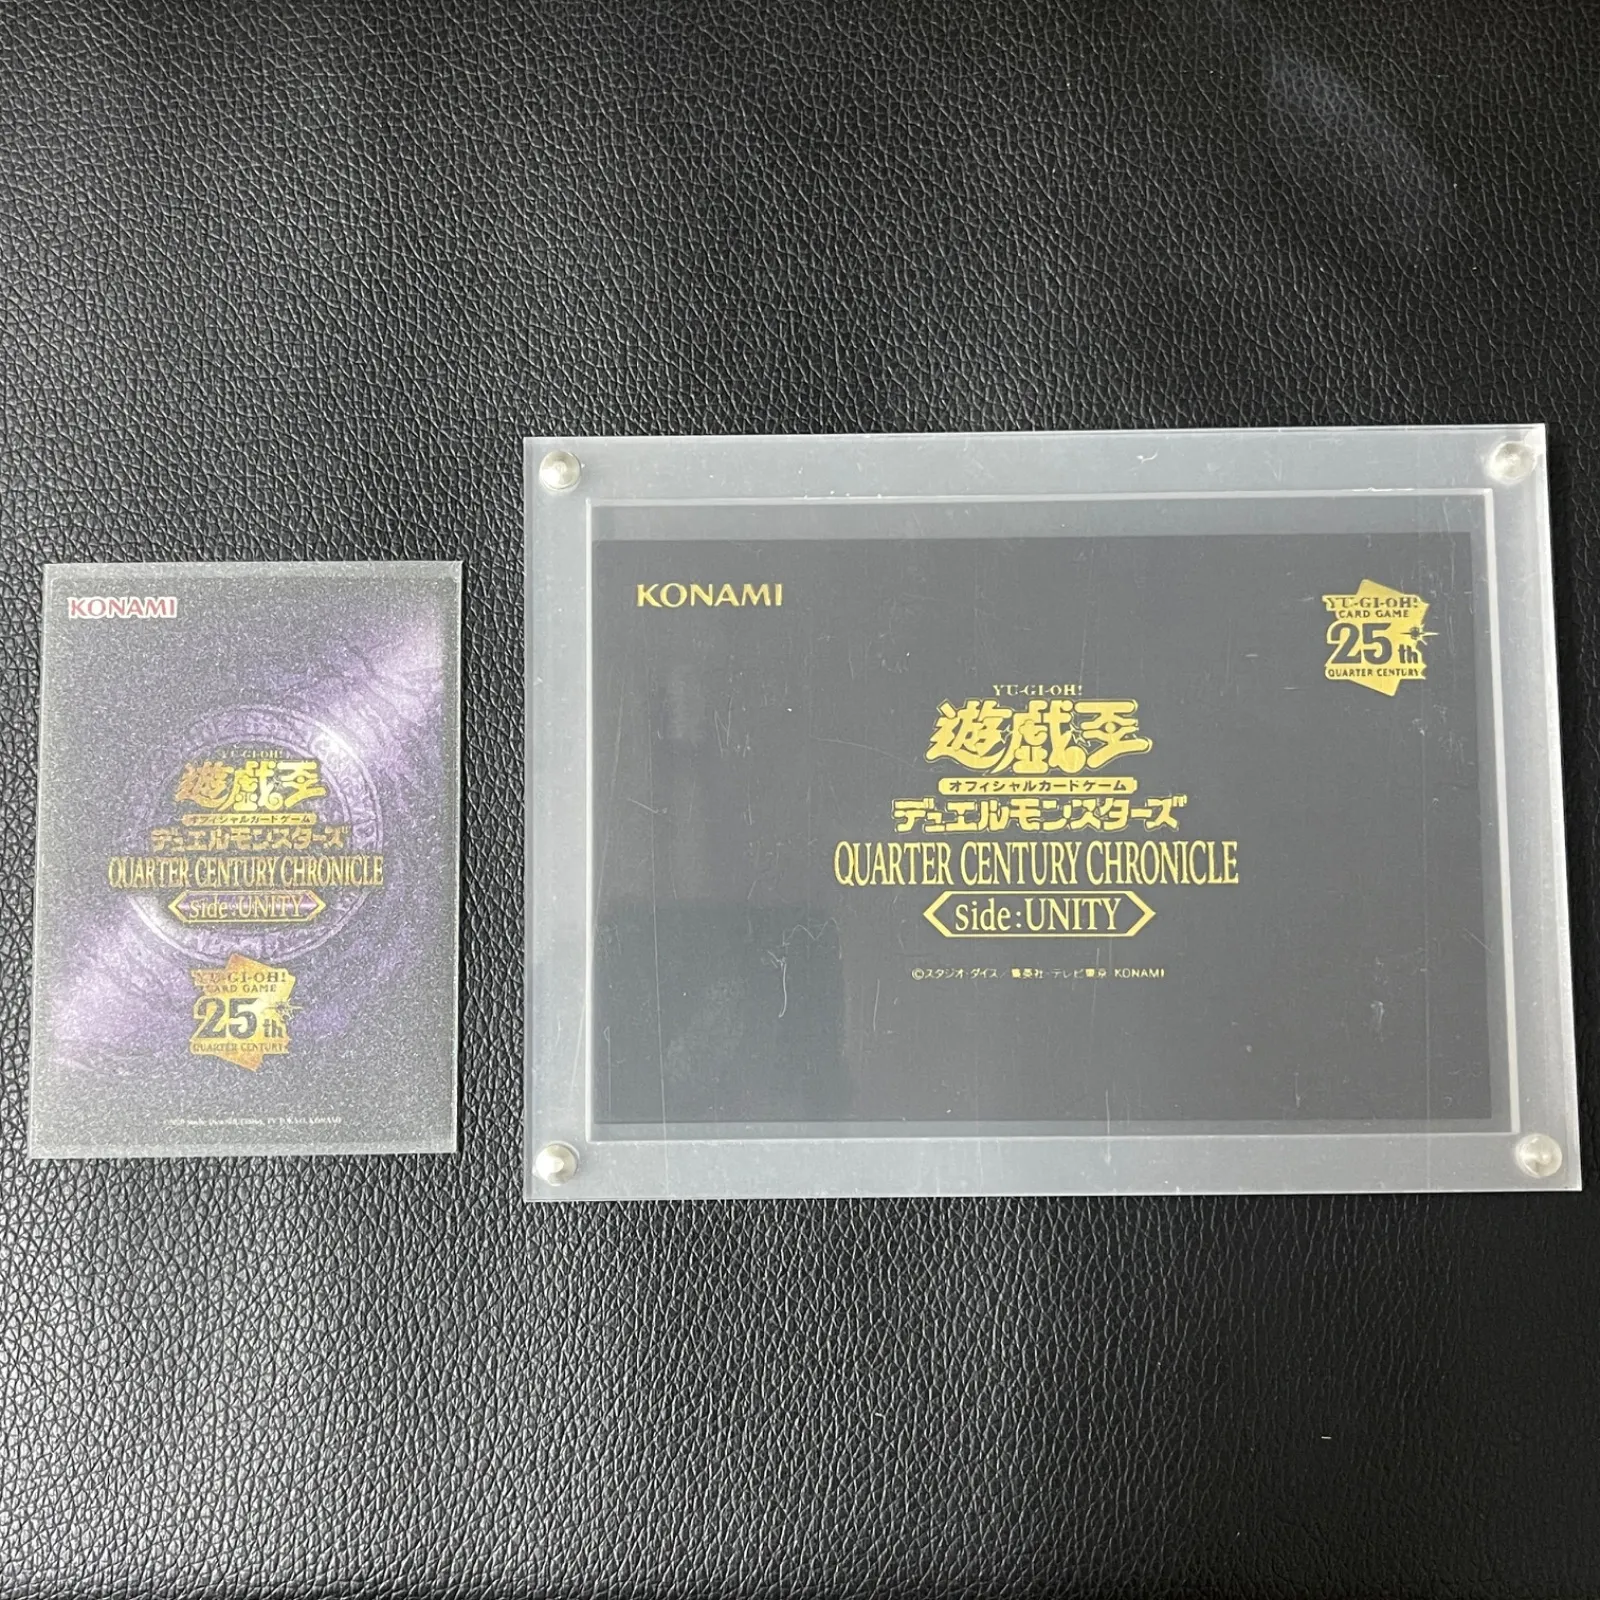 KONAMI
YU-GI-OH!
遊戯王
オフィシャルカードゲーム
デュエルモンスターズ
QUARTER CENTURY CHRONICLE
side:UNITY
YU-GI-OH!
CARD GAME
25th
QUARTER CENTURY
KONAMI
YU-GI-OH!
CARD GAME
25th
QUARTER CENTURY
YU-GI-OH!
遊戯王
オフィシャルカードゲーム
デュエルモンスターズ
QUARTER CENTURY CHRONICLE
side:UNITY
©スタジオ・ダイス/集英社・テレビ東京・KONAMI